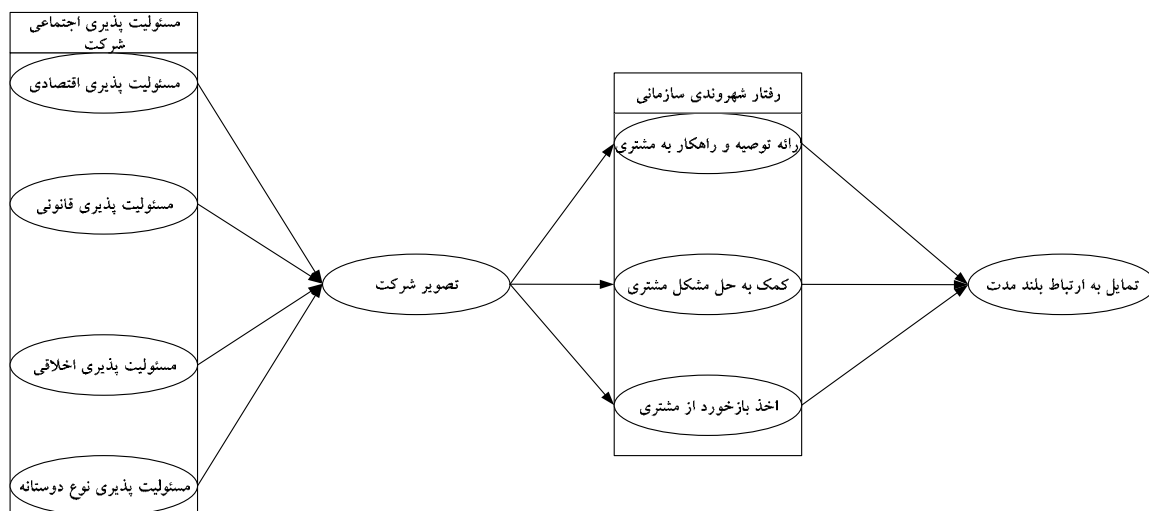 مسئولیت پذیری اجتماعی
شرکت
مسئولیت پذیری اقتصادی
مسئولیت پذیری قانونی
مسئولیت پذیری اخلاقی
مسئولیت پذیری نوع دوستانه
تصویر شرکت
رفتار شهروندی سازمانی
رائه توصیه و راهکار به مشتری
کمک به حل مشکل مشتری
اخذ بازخورد از مشتری
تمایل به ارتباط بلند مدت